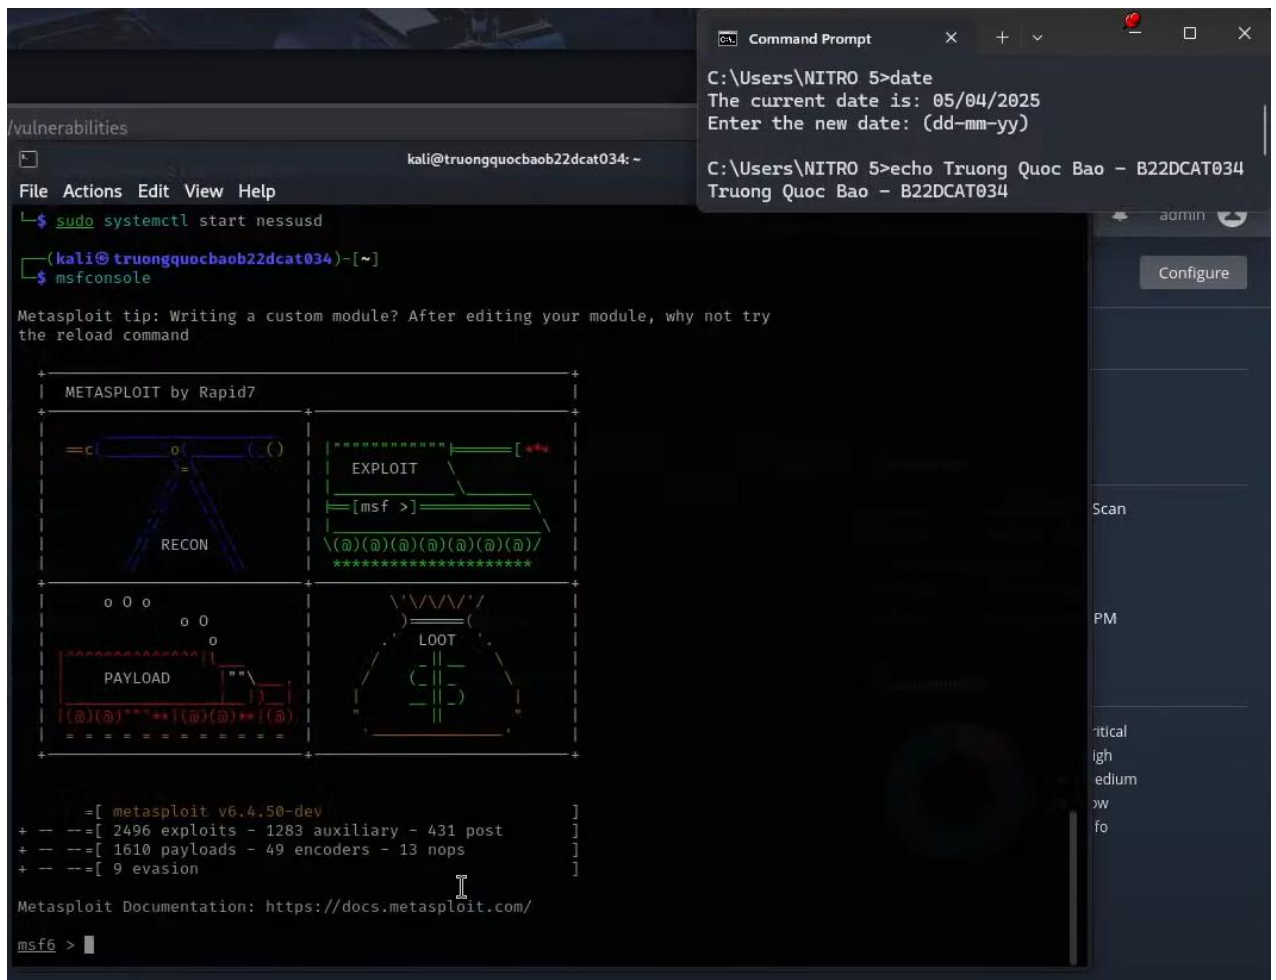 Command Prompt
C:\Users\NITRO 5>date
The current date is: 05/04/2025
Enter the new date: (dd-mm-yy)
C:\Users\NITRO 5>echo Truong Quoc Bao - B22DCAT034
Truong Quoc Bao - B22DCAT034
/vulnerabilities
kali@truongquocbaob22dcat034: ~
File Actions Edit View Help
└─$ sudo systemctl start nessusd
┌──(kali㉿truongquocbaob22dcat034)-[~]
└─$ msfconsole
Metasploit tip: Writing a custom module? After editing your module, why not try
the reload command
METASPLOIT by Rapid7
EXPLOIT
[msf >]
RECON
PAYLOAD
LOOT
=[ metasploit v6.4.50-dev ]
+ -- --=[ 2496 exploits - 1283 auxiliary - 431 post ]
+ -- --=[ 1610 payloads - 49 encoders - 13 nops ]
+ -- --=[ 9 evasion ]
Metasploit Documentation: https://docs.metasploit.com/
msf6 >
admin
Configure
Scan
PM
ritical
igh
edium
ow
fo